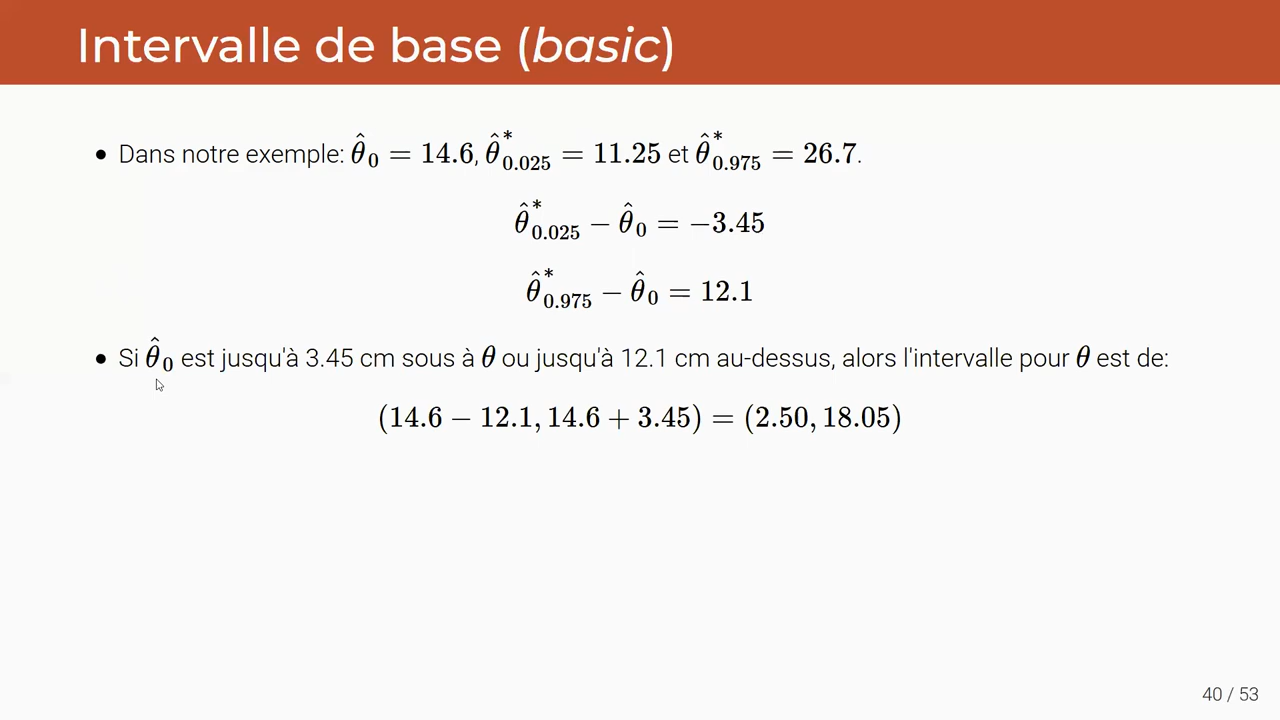 Intervalle de base (basic)
• Dans notre exemple: θ̂₀ = 14.6, θ̂*₀.₀₂₅ = 11.25 et θ̂*₀.₉₇₅ = 26.7.
θ̂*₀.₀₂₅ − θ̂₀ = −3.45
θ̂*₀.₉₇₅ − θ̂₀ = 12.1
• Si θ̂₀ est jusqu'à 3.45 cm sous à θ ou jusqu'à 12.1 cm au-dessus, alors l'intervalle pour θ est de:
(14.6 − 12.1, 14.6 + 3.45) = (2.50, 18.05)
40 / 53